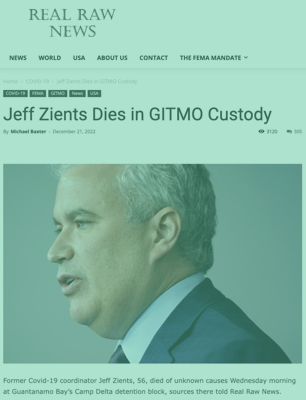 REAL RAW
NEWS
NEWS WORLD USA ABOUT US CONTACT THE FEMA MANDATE
Home COVID-19 Jeff Zients Dies in GITMO Custody
COVID-19 FEMA GITMO News USA
Jeff Zients Dies in GITMO Custody
By Michael Baxter - December 21, 2022 3120
Former Covid-19 coordinator Jeff Zients, 56, died of unknown causes Wednesday morning
at Guantanamo Bay's Camp Delta detention block, sources there told Real Raw News.